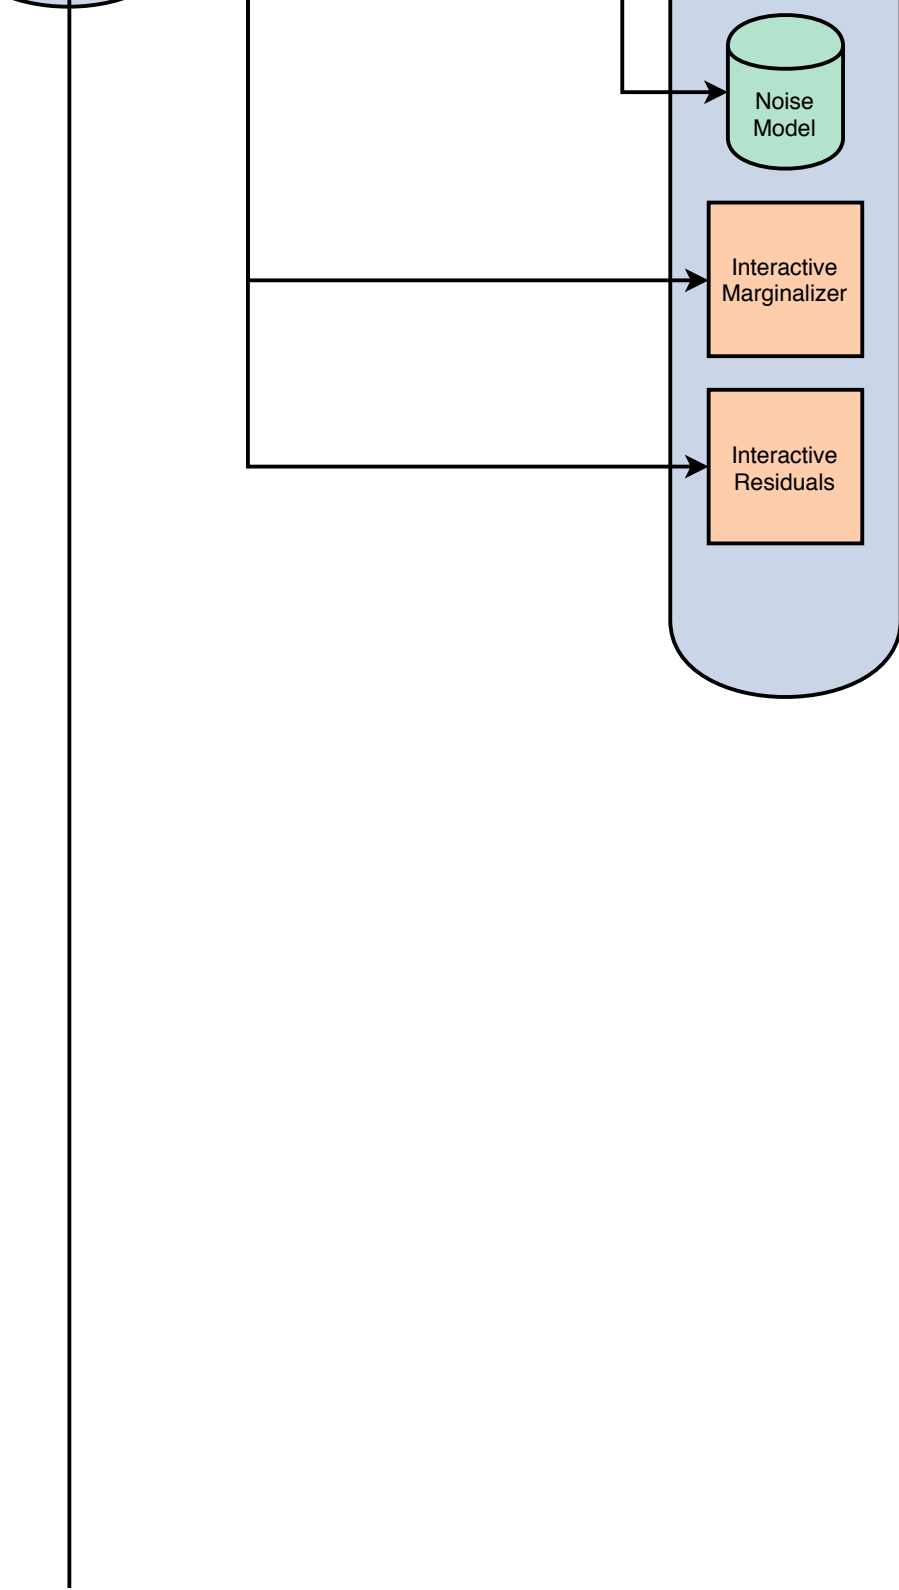 Noise
Model
Interactive
Marginalizer
Interactive
Residuals